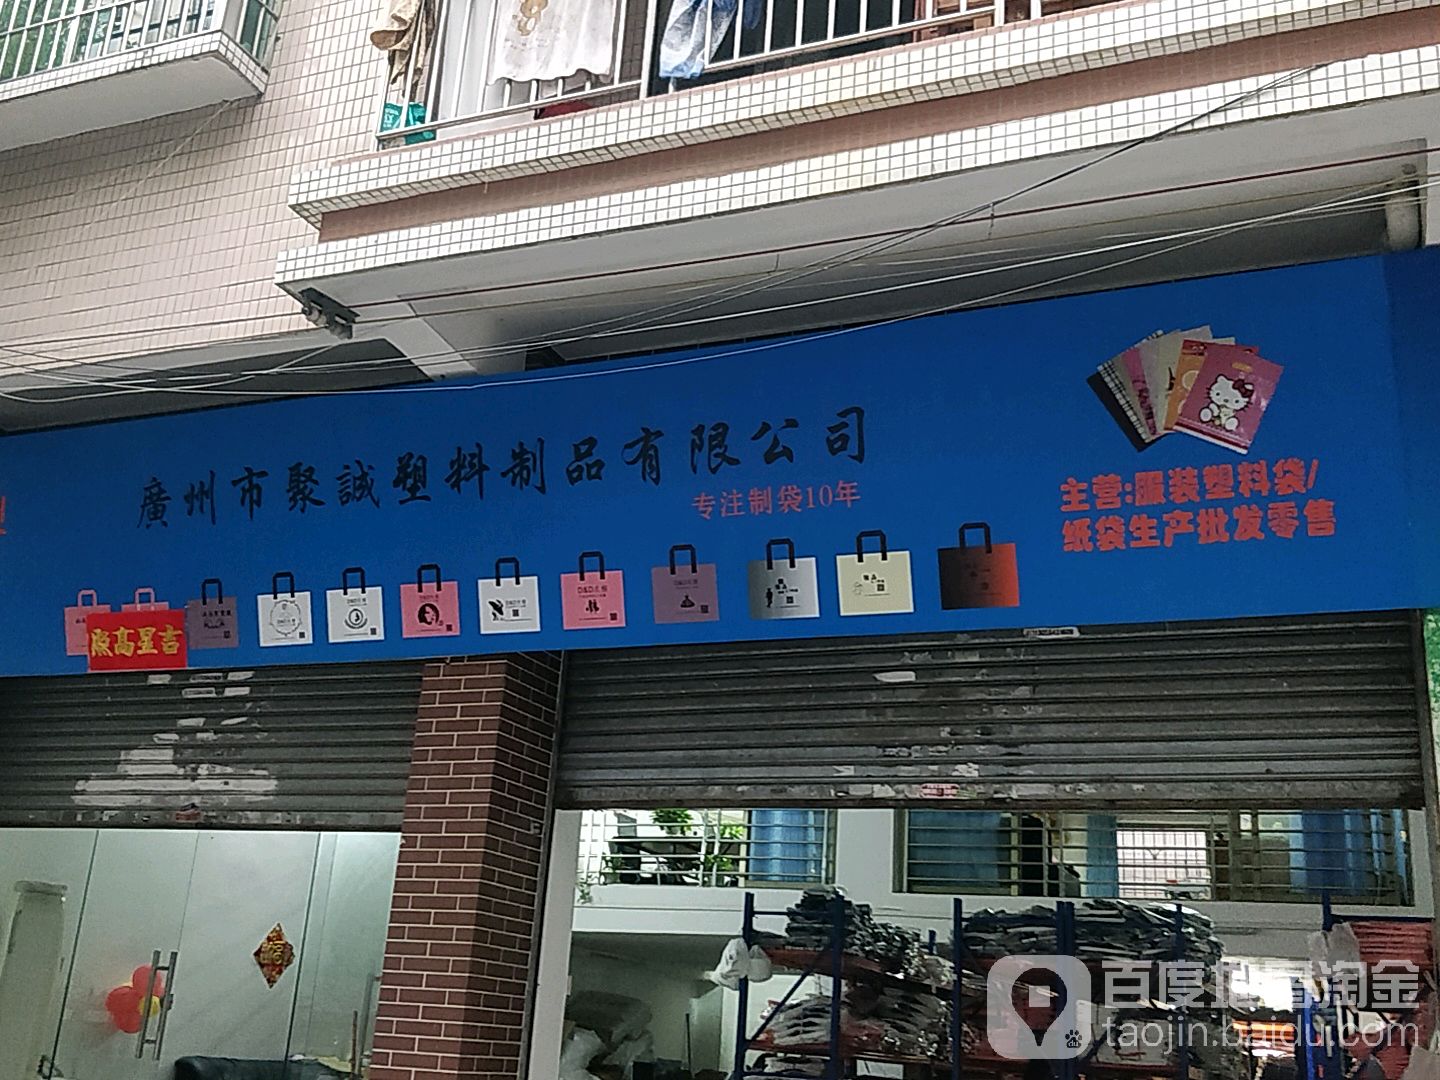 廣州市聚誠塑料制品有限公司
专注制袋10年
主营:服装塑料袋/
纸袋生产批发零售
吉星高照
百度地图淘金
taojin.baidu.com